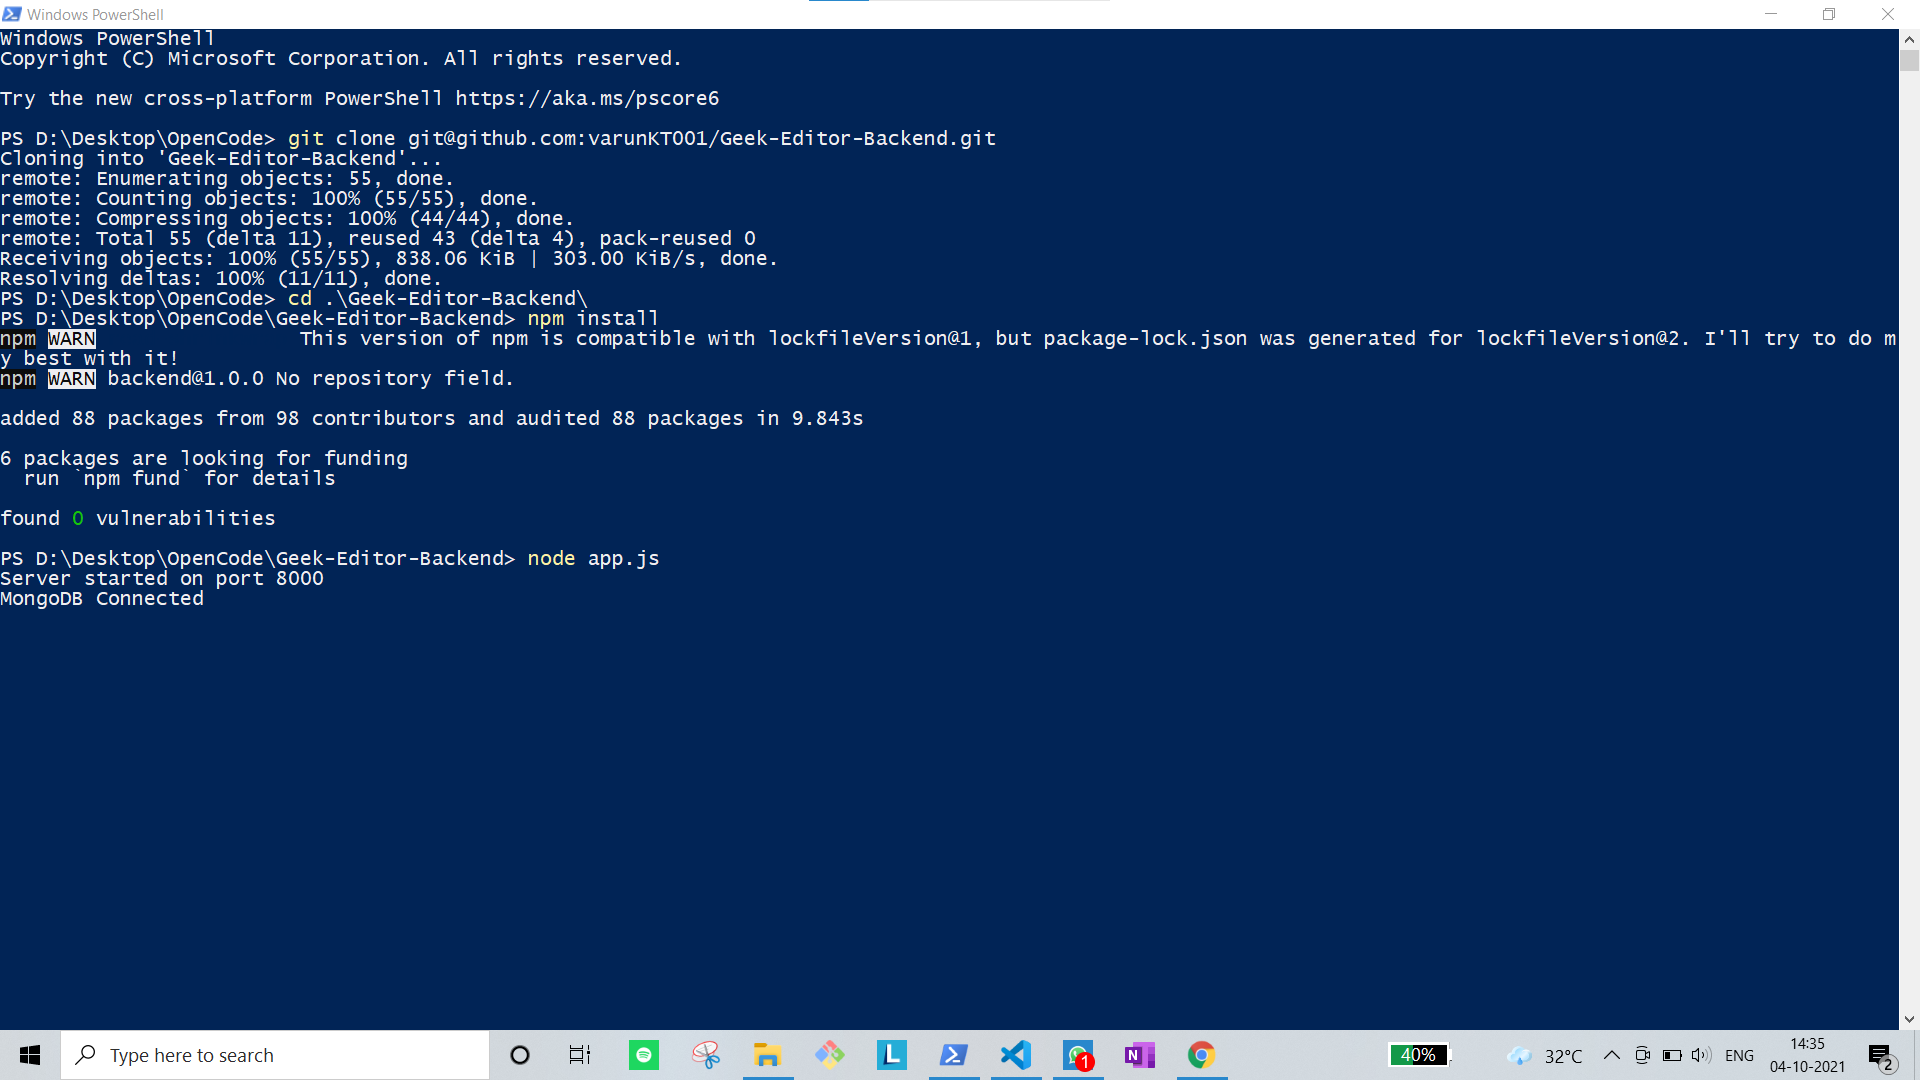 Windows PowerShell
Windows PowerShell
Copyright (C) Microsoft Corporation. All rights reserved.
Try the new cross-platform PowerShell https://aka.ms/pscore6
PS D:\Desktop\OpenCode> git clone git@github.com:varunKT001/Geek-Editor-Backend.git
Cloning into 'Geek-Editor-Backend'...
remote: Enumerating objects: 55, done.
remote: Counting objects: 100% (55/55), done.
remote: Compressing objects: 100% (44/44), done.
remote: Total 55 (delta 11), reused 43 (delta 4), pack-reused 0
Receiving objects: 100% (55/55), 838.06 KiB | 303.00 KiB/s, done.
Resolving deltas: 100% (11/11), done.
PS D:\Desktop\OpenCode> cd .\Geek-Editor-Backend\
PS D:\Desktop\OpenCode\Geek-Editor-Backend> npm install
npm WARN This version of npm is compatible with lockfileVersion@1, but package-lock.json was generated for lockfileVersion@2. I'll try to do m
y best with it!
npm WARN backend@1.0.0 No repository field.
added 88 packages from 98 contributors and audited 88 packages in 9.843s
6 packages are looking for funding
run `npm fund` for details
found 0 vulnerabilities
PS D:\Desktop\OpenCode\Geek-Editor-Backend> node app.js
Server started on port 8000
MongoDB Connected
Type here to search
L
N
1
40%
32°C
ENG
14:35
04-10-2021
2